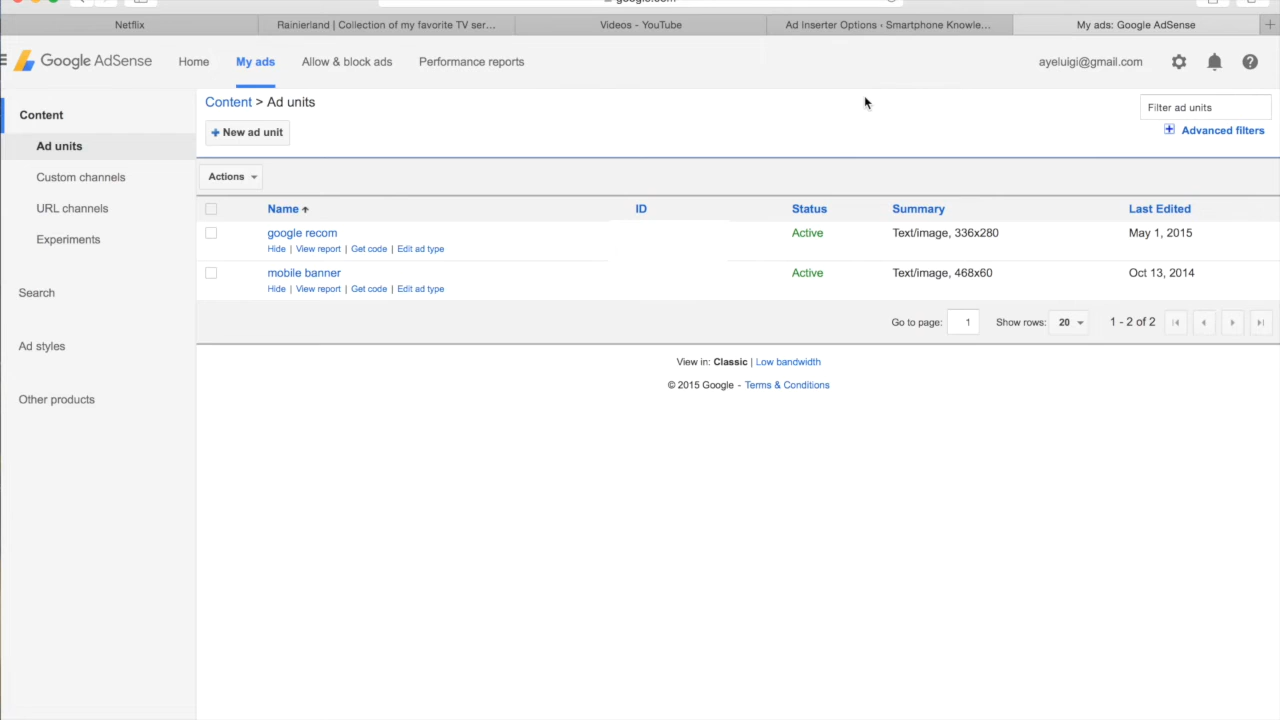 google.com
Netflix
Rainierland | Collection of my favorite TV ser...
Videos - YouTube
Ad Inserter Options ‹ Smartphone Knowle...
My ads: Google AdSense
Google AdSense
Home
My ads
Allow & block ads
Performance reports
ayeluigi@gmail.com
Content
Ad units
Custom channels
URL channels
Experiments
Search
Ad styles
Other products
Content > Ad units
+ New ad unit
Filter ad units
Advanced filters
Actions
Name ID Status Summary Last Edited
google recom Active Text/image, 336x280 May 1, 2015
Hide | View report | Get code | Edit ad type
mobile banner Active Text/image, 468x60 Oct 13, 2014
Hide | View report | Get code | Edit ad type
Go to page: 1 Show rows: 20 1 - 2 of 2
View in: Classic | Low bandwidth
© 2015 Google - Terms & Conditions